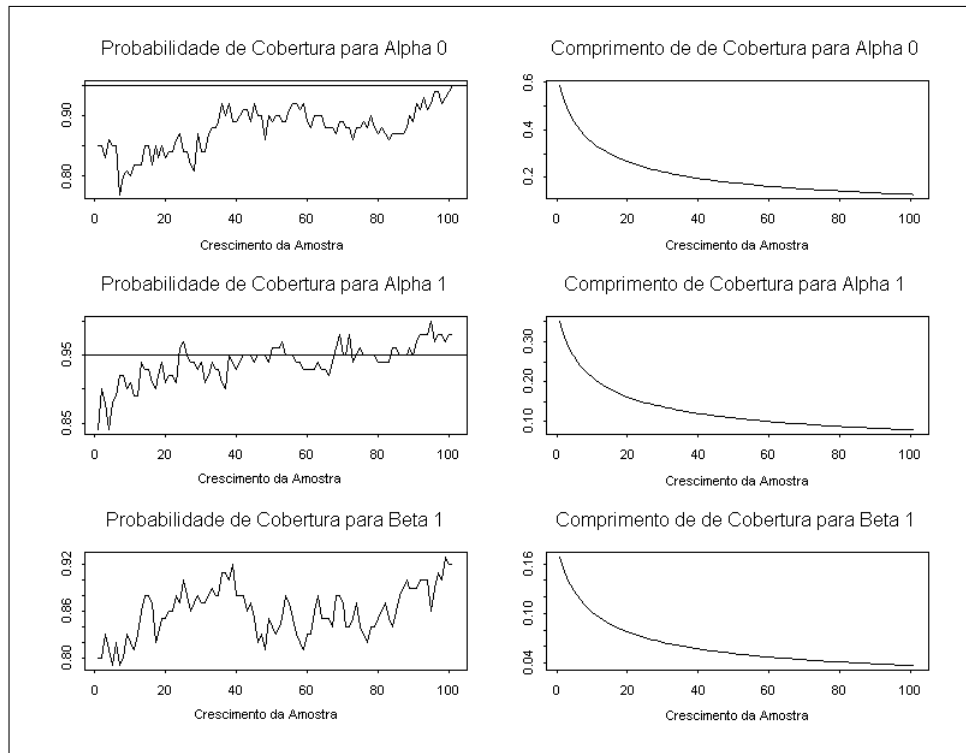 Probabilidade de Cobertura para Alpha 0
0.90
0.80
0 20 40 60 80 100
Crescimento da Amostra
Comprimento de de Cobertura para Alpha 0
0.6
0.4
0.2
0 20 40 60 80 100
Crescimento da Amostra
Probabilidade de Cobertura para Alpha 1
0.95
0.85
0 20 40 60 80 100
Crescimento da Amostra
Comprimento de de Cobertura para Alpha 1
0.30
0.20
0.10
0 20 40 60 80 100
Crescimento da Amostra
Probabilidade de Cobertura para Beta 1
0.92
0.86
0.80
0 20 40 60 80 100
Crescimento da Amostra
Comprimento de de Cobertura para Beta 1
0.16
0.10
0.04
0 20 40 60 80 100
Crescimento da Amostra